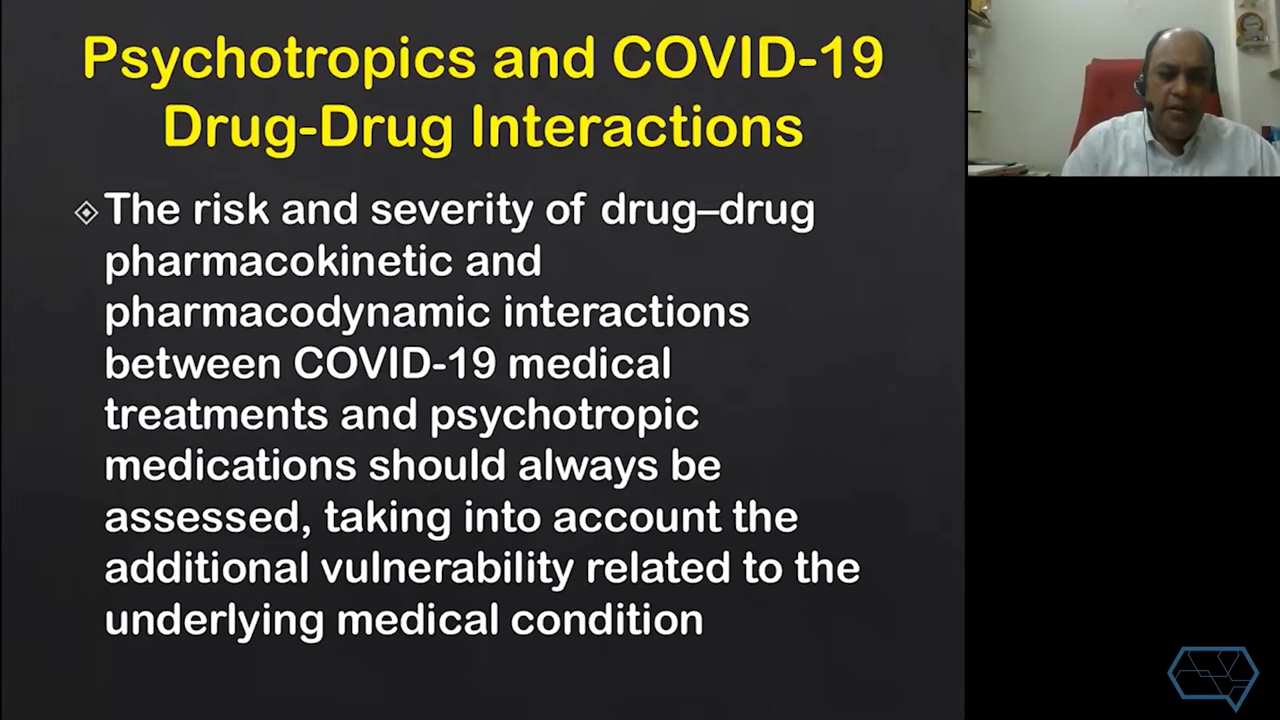 Psychotropics and COVID-19
Drug-Drug Interactions
The risk and severity of drug–drug
pharmacokinetic and
pharmacodynamic interactions
between COVID-19 medical
treatments and psychotropic
medications should always be
assessed, taking into account the
additional vulnerability related to the
underlying medical condition